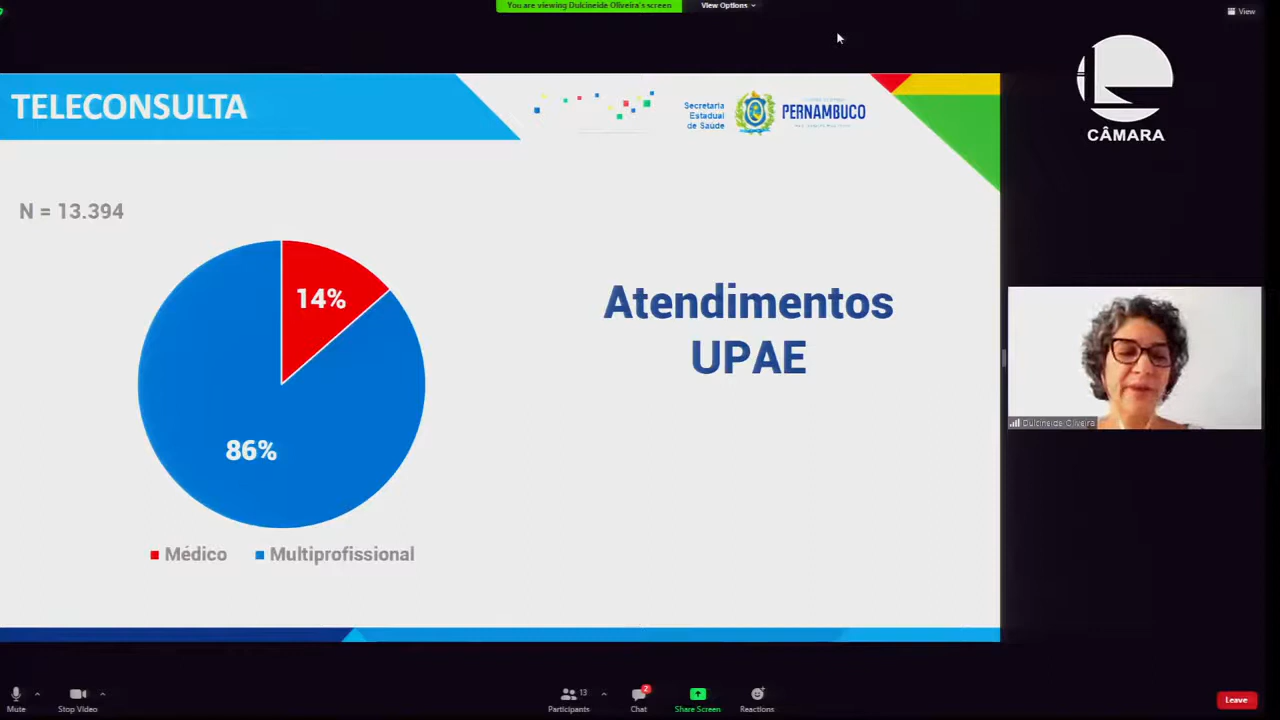 You are viewing Dulcineide Oliveira's screen
View Options
View
CÂMARA
TELECONSULTA
Secretaria
Estadual
de Saúde
PERNAMBUCO
N = 13.394
14%
86%
Médico
Multiprofissional
Atendimentos
UPAE
Dulcineide Oliveira
Mute
Stop Video
Participants
13
Chat
2
Share Screen
Reactions
Leave